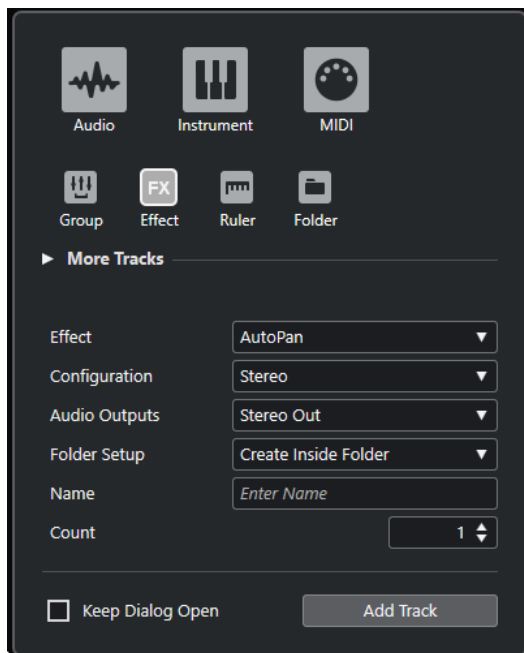 Audio Instrument MIDI
FX
Group Effect Ruler Folder
More Tracks
Effect AutoPan
Configuration Stereo
Audio Outputs Stereo Out
Folder Setup Create Inside Folder
Name Enter Name
Count 1
Keep Dialog Open Add Track